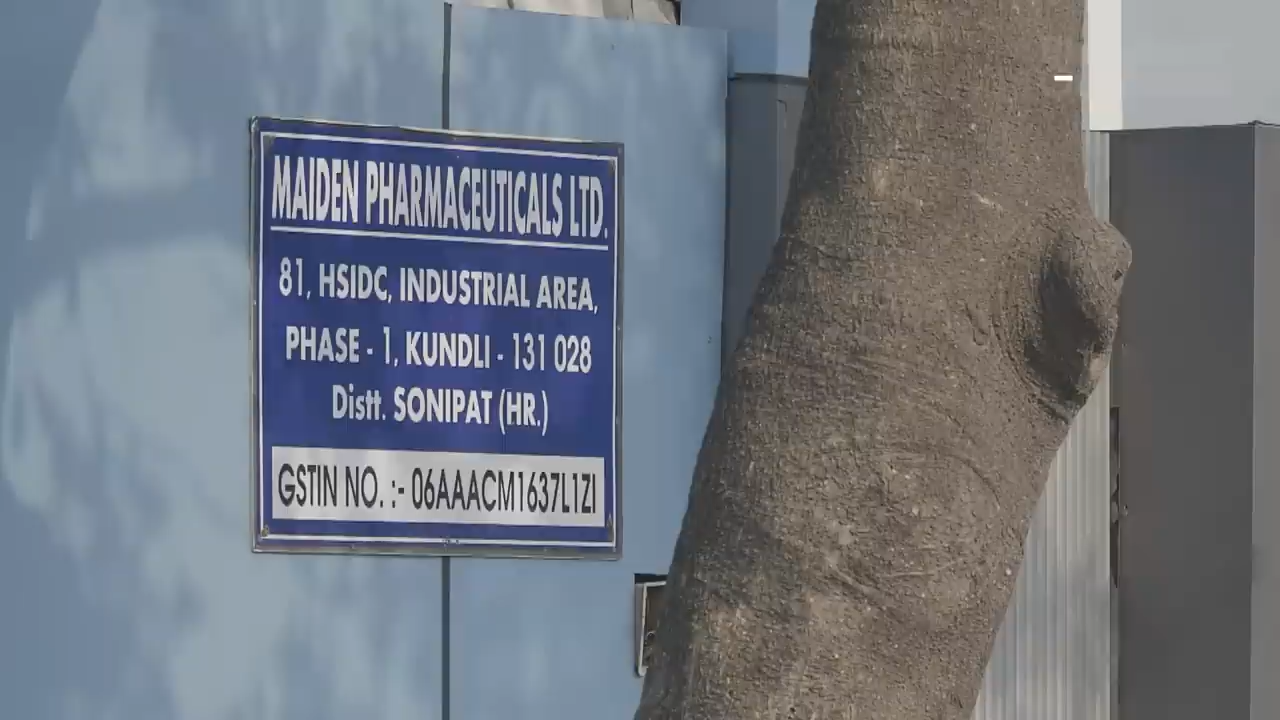 MAIDEN PHARMACEUTICALS LTD.
81, HSIDC, INDUSTRIAL AREA,
PHASE - 1, KUNDLI - 131 028
Distt. SONIPAT (HR.)
GSTIN NO. :- 06AAACM1637L1ZI